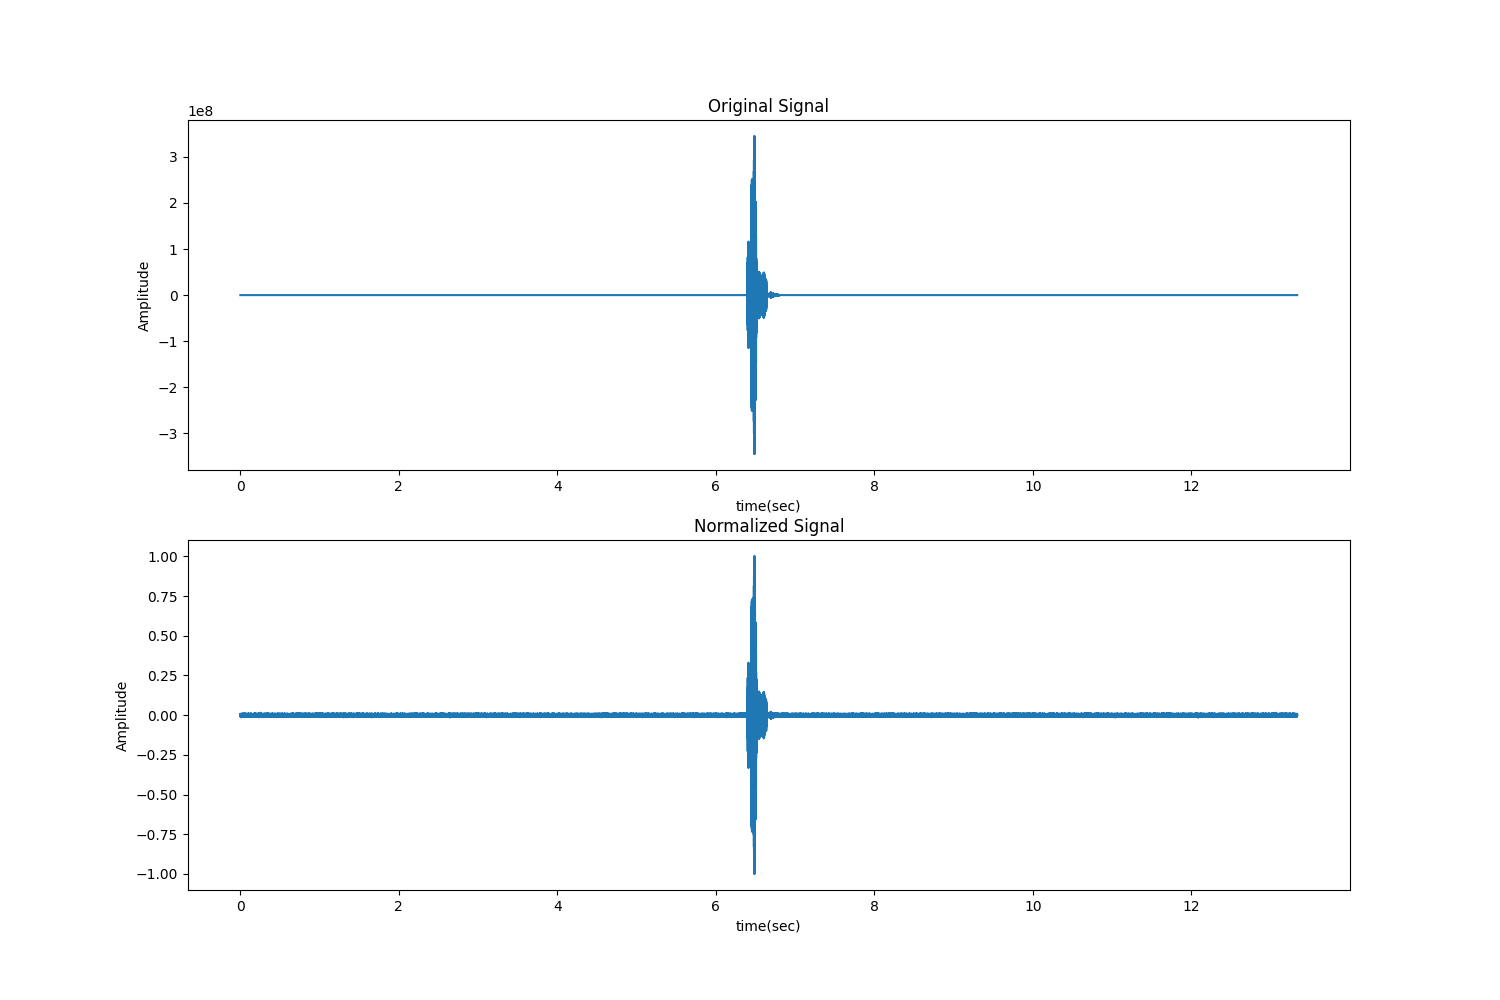 Original Signal
1e8
3
2
1
0
−1
−2
−3
Amplitude
0 2 4 6 8 10 12
time(sec)
Normalized Signal
1.00
0.75
0.50
0.25
0.00
−0.25
−0.50
−0.75
−1.00
Amplitude
0 2 4 6 8 10 12
time(sec)